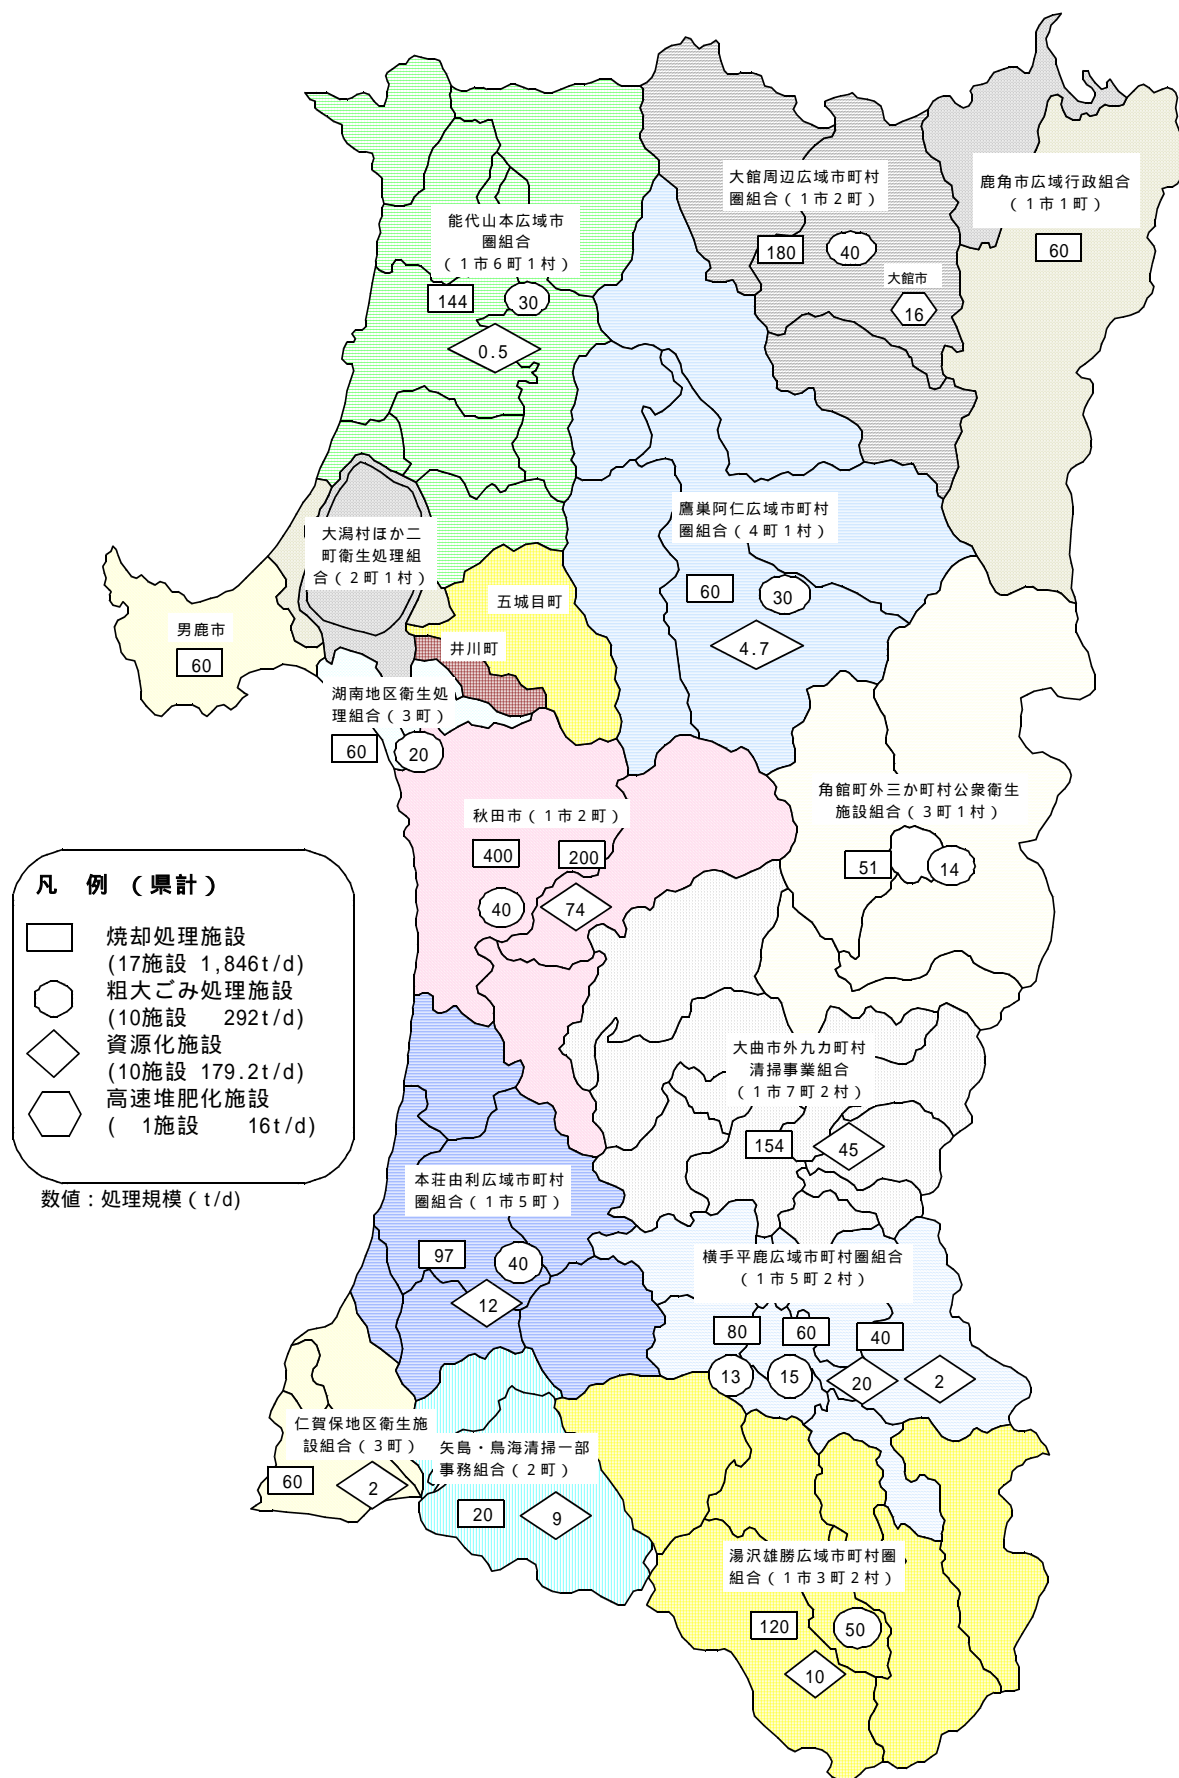 大館周辺広域市町村
圏組合（1市2町）
180
40
大館市
16
鹿角市広域行政組合
（1市1町）
60
能代山本広域市
圏組合
（1市6町1村）
144
30
0.5
鷹巣阿仁広域市町村
圏組合（4町1村）
60
30
4.7
大潟村ほか二
町衛生処理組
合（2町1村）
五城目町
井川町
男鹿市
60
湖南地区衛生処
理組合（3町）
60
20
秋田市（1市2町）
400
200
40
74
角館町外三か町村公衆衛生
施設組合（3町1村）
51
14
凡 例 （県計）
焼却処理施設
(17施設 1,846t/d)
粗大ごみ処理施設
(10施設 292t/d)
資源化施設
(10施設 179.2t/d)
高速堆肥化施設
( 1施設 16t/d)
数値：処理規模（t/d)
大曲市外九カ町村
清掃事業組合
（1市7町2村）
154
45
本荘由利広域市町村
圏組合（1市5町）
97
40
12
横手平鹿広域市町村圏組合
（1市5町2村）
80
60
40
13
15
20
2
仁賀保地区衛生施
設組合（3町）
60
2
矢島・鳥海清掃一部
事務組合（2町）
20
9
湯沢雄勝広域市町村圏
組合（1市3町2村）
120
50
10